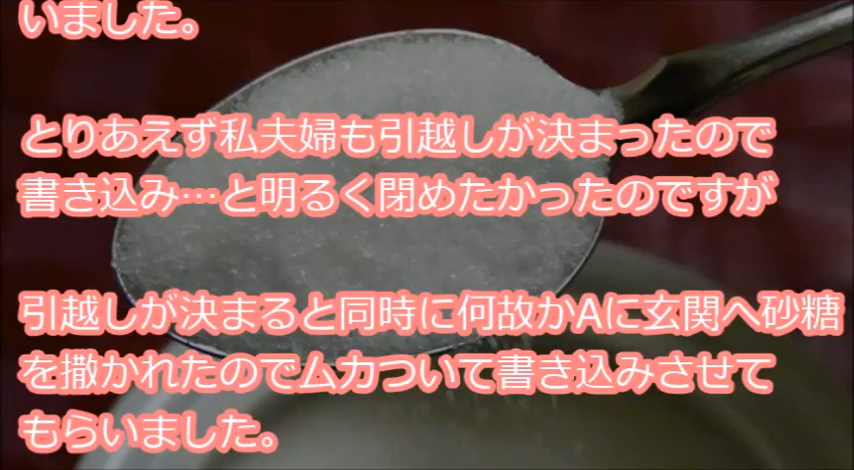 いました。
とりあえず私夫婦も引越しが決まったので
書き込み…と明るく閉めたかったのですが
引越しが決まると同時に何故かAに玄関へ砂糖
を撒かれたのでムカついて書き込みさせて
もらいました。